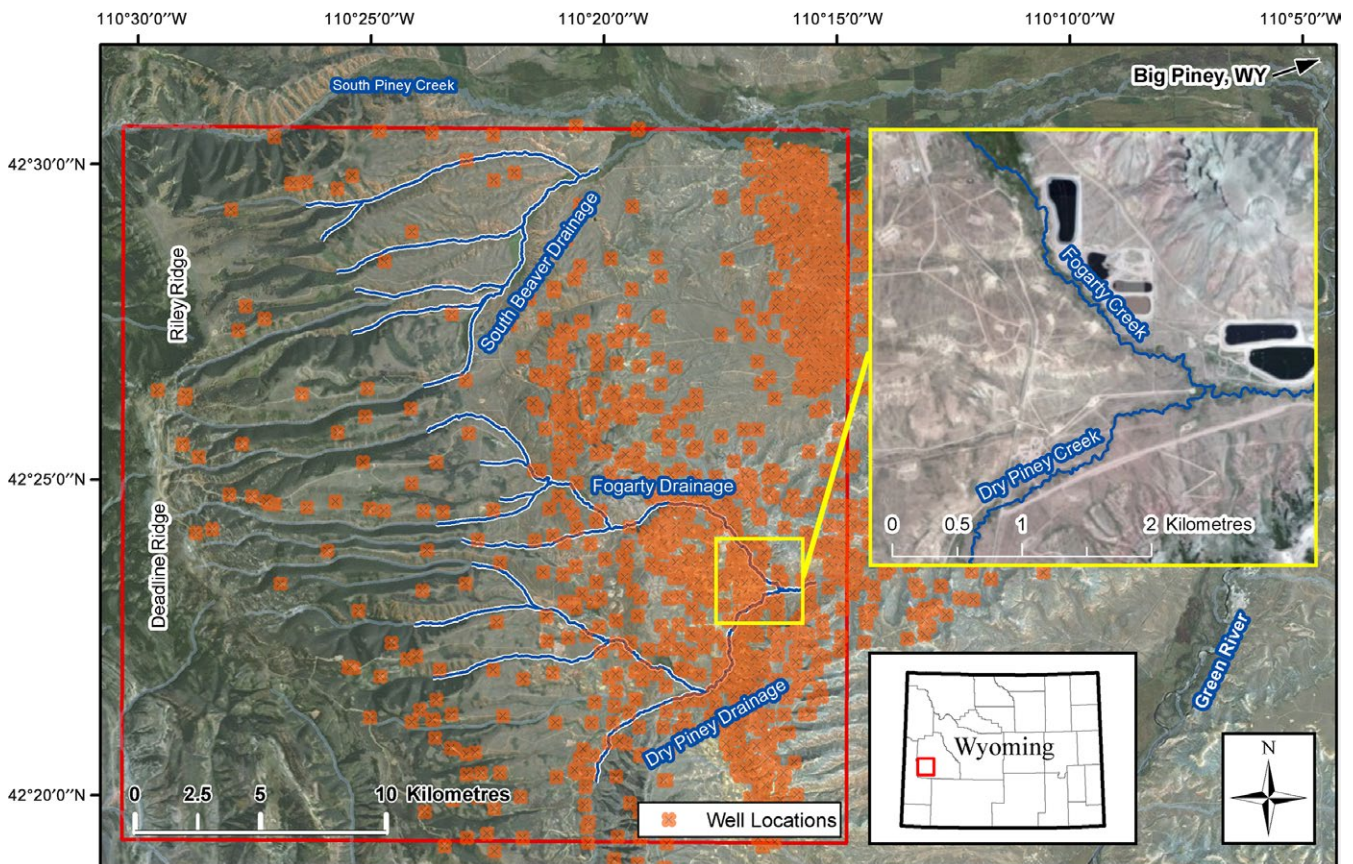 110°30'0"W
110°25'0"W
110°20'0"W
110°15'0"W
110°10'0"W
110°5'0"W
South Piney Creek
Big Piney, WY
42°30'0"N
42°25'0"N
42°20'0"N
Riley Ridge
Deadline Ridge
South Beaver Drainage
Fogarty Drainage
Dry Piney Drainage
Fogarty Creek
Dry Piney Creek
0 0.5 1 2 Kilometres
Green River
0 2.5 5 10 Kilometres
Well Locations
Wyoming
N